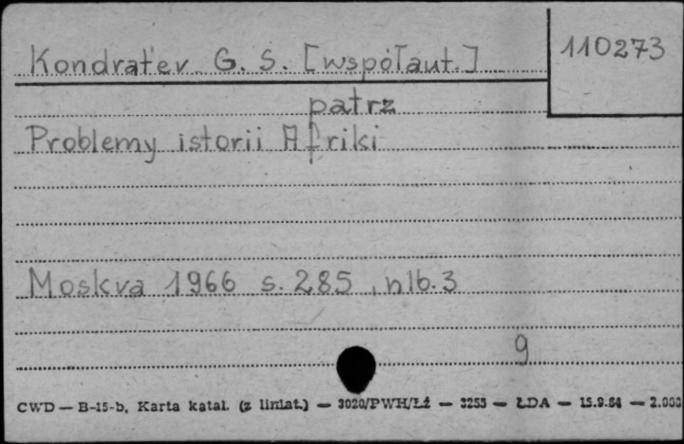 Kondrat'ev G. S. [współaut.]
110273
patrz
Problemy istorii Afriki
Moskva 1966 s. 285, nlb. 3
9
CWD — B-15-b, Karta katal. (z liniat.) — 3020/PWH/Łź — 3253 — ŁDA — 15.9.64 — 2.000